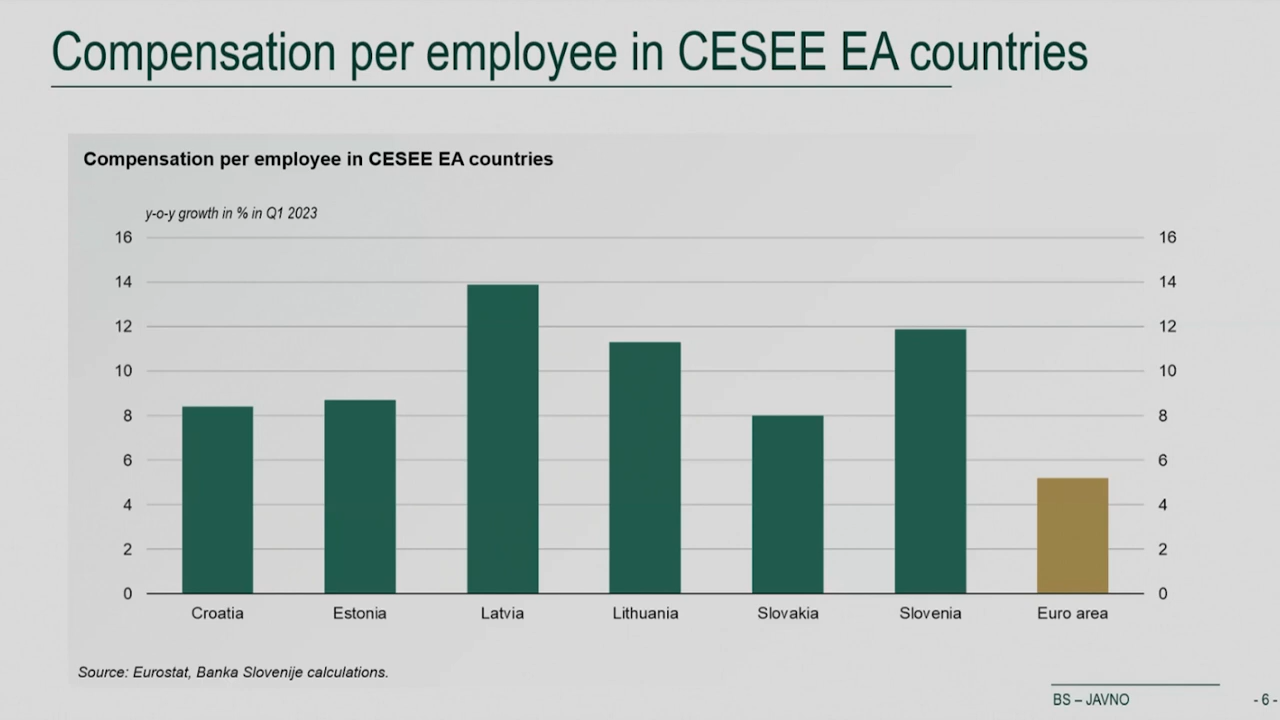 Compensation per employee in CESEE EA countries
Compensation per employee in CESEE EA countries
y-o-y growth in % in Q1 2023
16 16
14 14
12 12
10 10
8 8
6 6
4 4
2 2
0 0
Croatia Estonia Latvia Lithuania Slovakia Slovenia Euro area
Source: Eurostat, Banka Slovenije calculations.
BS – JAVNO - 6 -